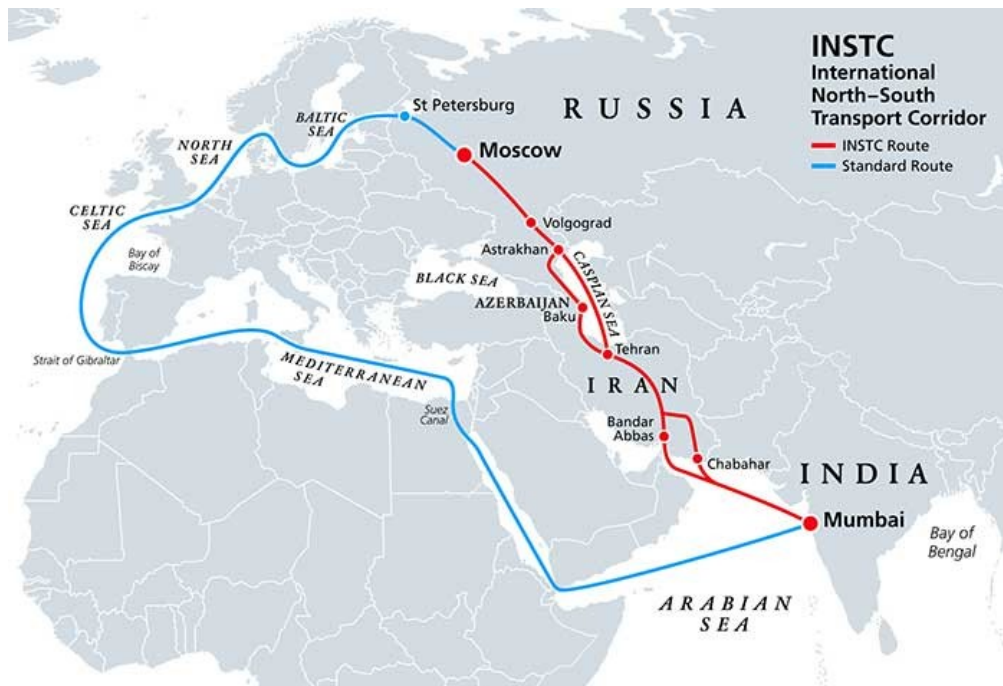 INSTC
International
North–South
Transport Corridor
INSTC Route
Standard Route
RUSSIA
St Petersburg
BALTIC
SEA
NORTH
SEA
Moscow
CELTIC
SEA
Volgograd
Bay of
Biscay
Astrakhan
CASPIAN SEA
BLACK SEA
AZERBAIJAN
Baku
Strait of Gibraltar
Tehran
MEDITERRANEAN
SEA
IRAN
Suez
Canal
Bandar
Abbas
Chabahar
INDIA
Mumbai
Bay of
Bengal
ARABIAN
SEA